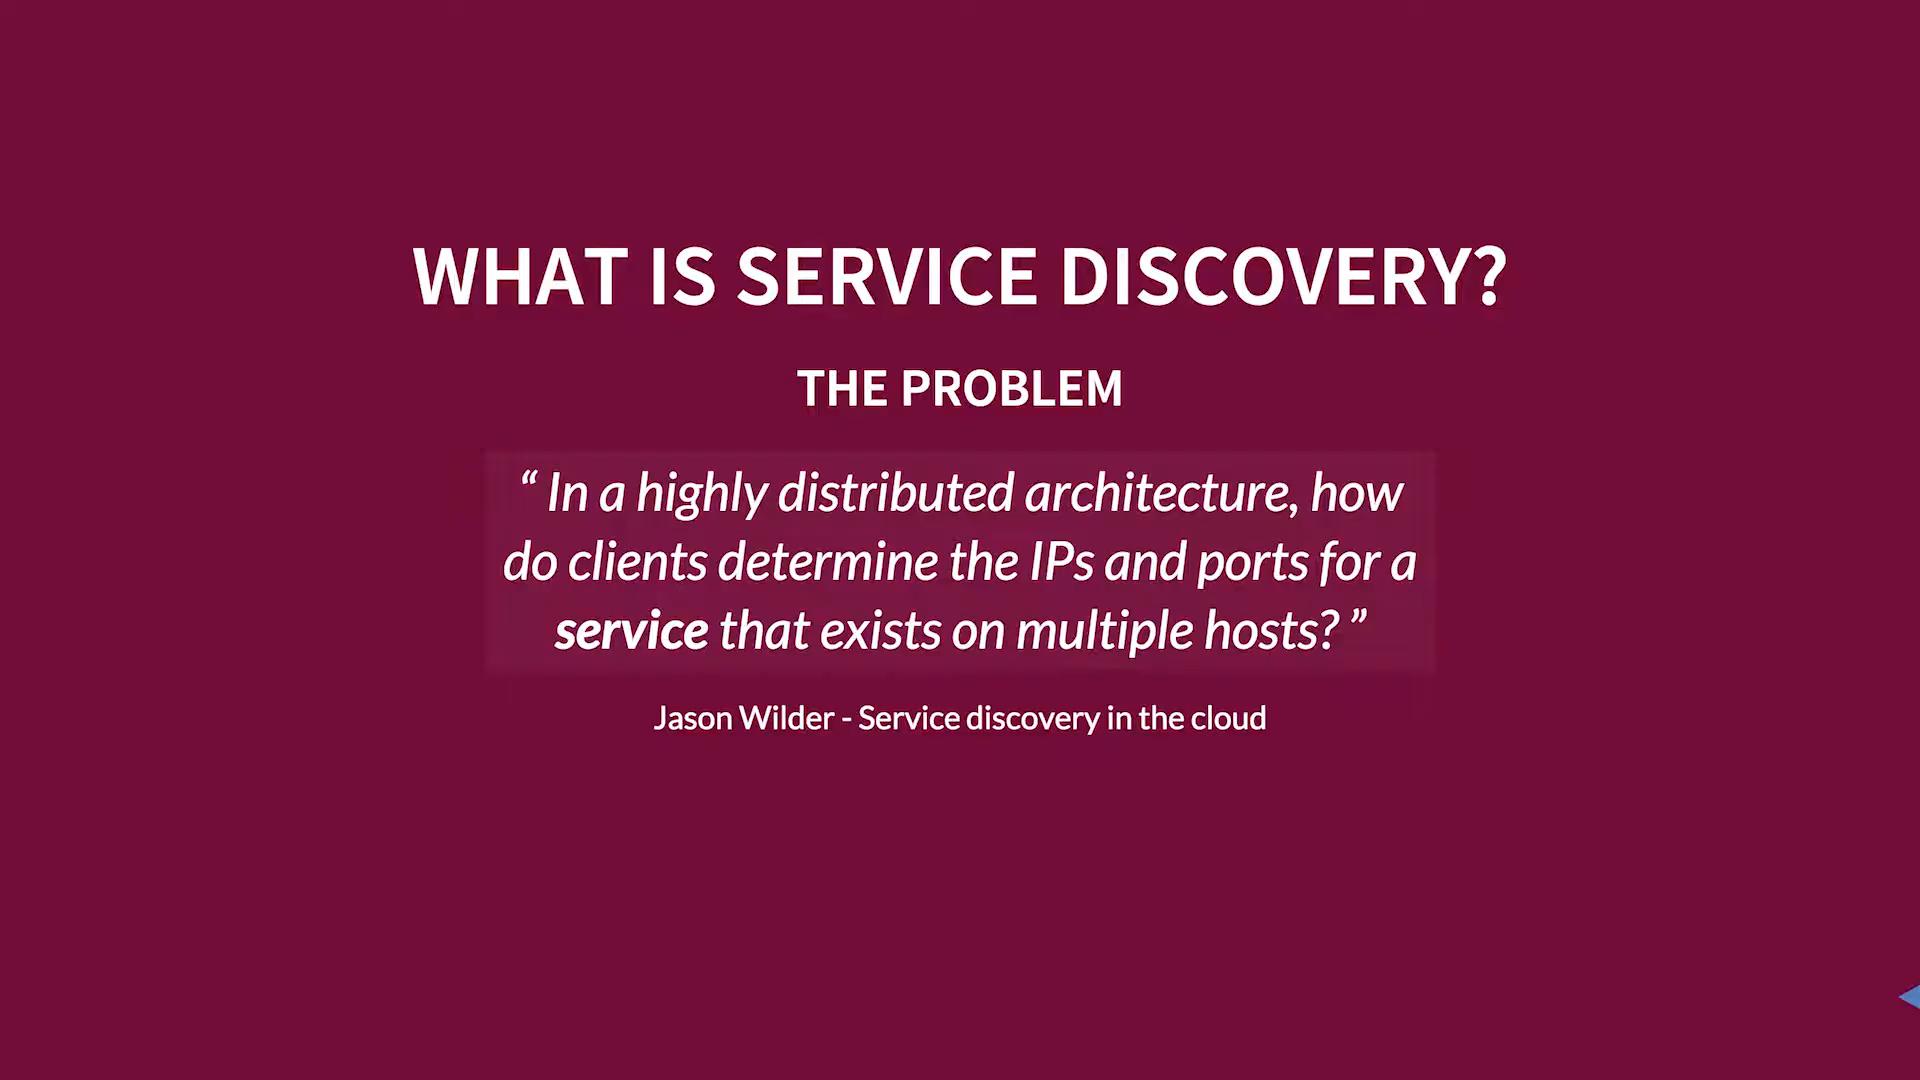 WHAT IS SERVICE DISCOVERY?
THE PROBLEM
“ In a highly distributed architecture, how
do clients determine the IPs and ports for a
service that exists on multiple hosts? ”
Jason Wilder - Service discovery in the cloud